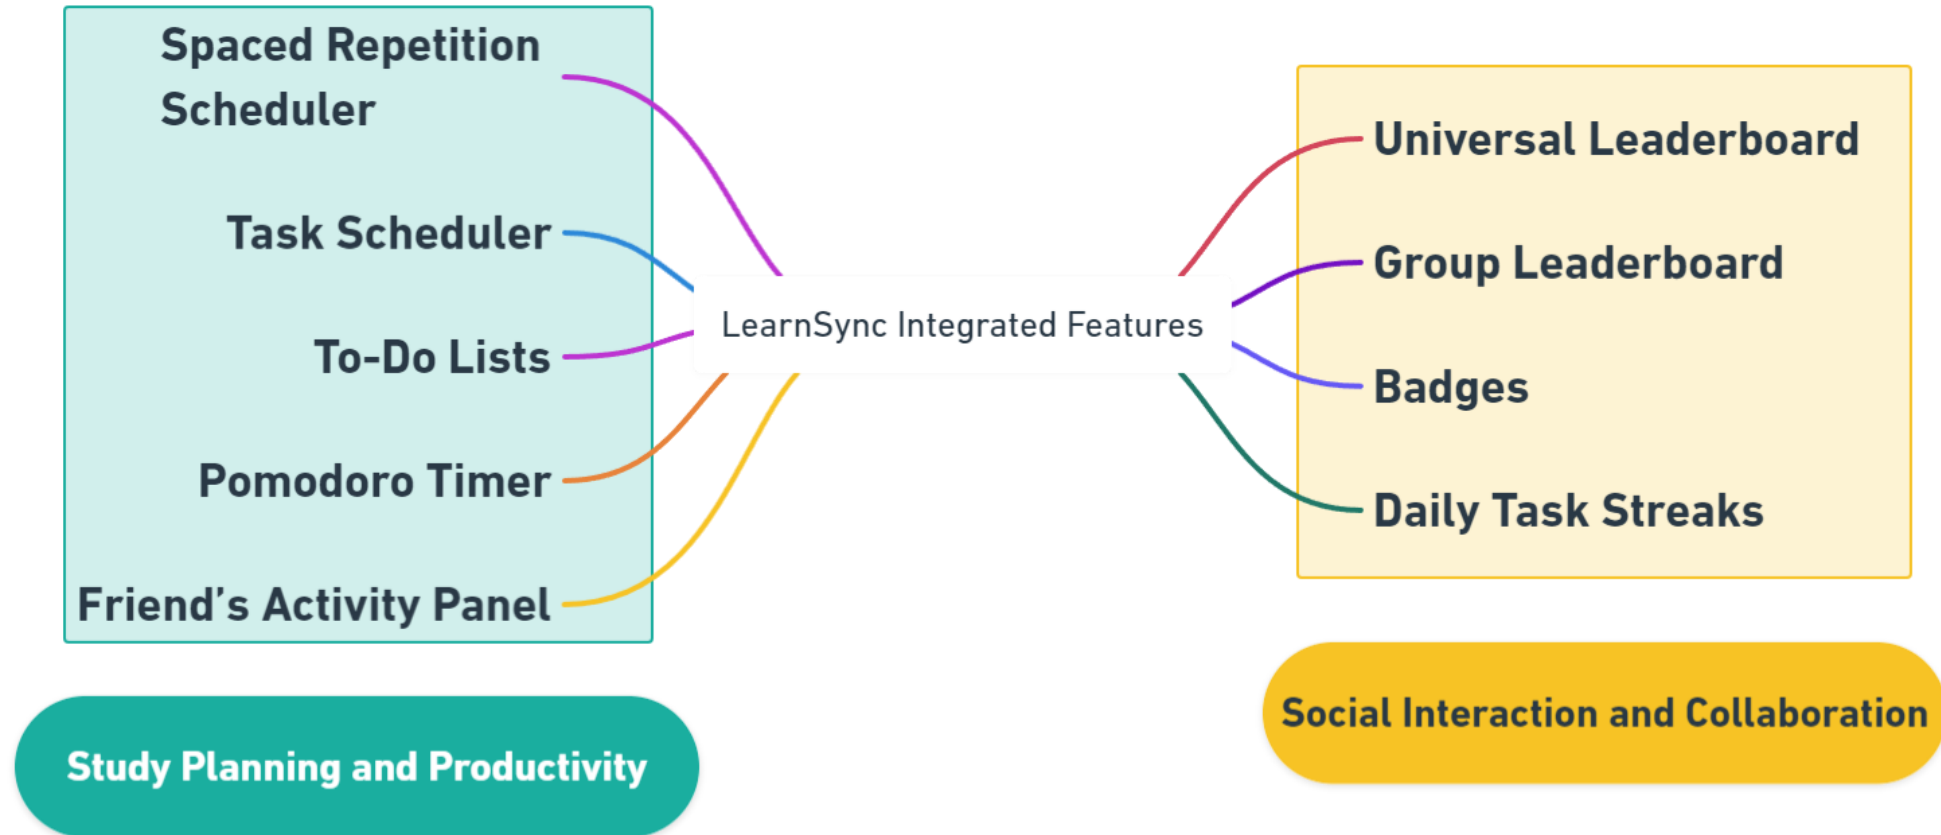 Spaced Repetition
Scheduler
Task Scheduler
To-Do Lists
Pomodoro Timer
Friend’s Activity Panel
Study Planning and Productivity
LearnSync Integrated Features
Universal Leaderboard
Group Leaderboard
Badges
Daily Task Streaks
Social Interaction and Collaboration